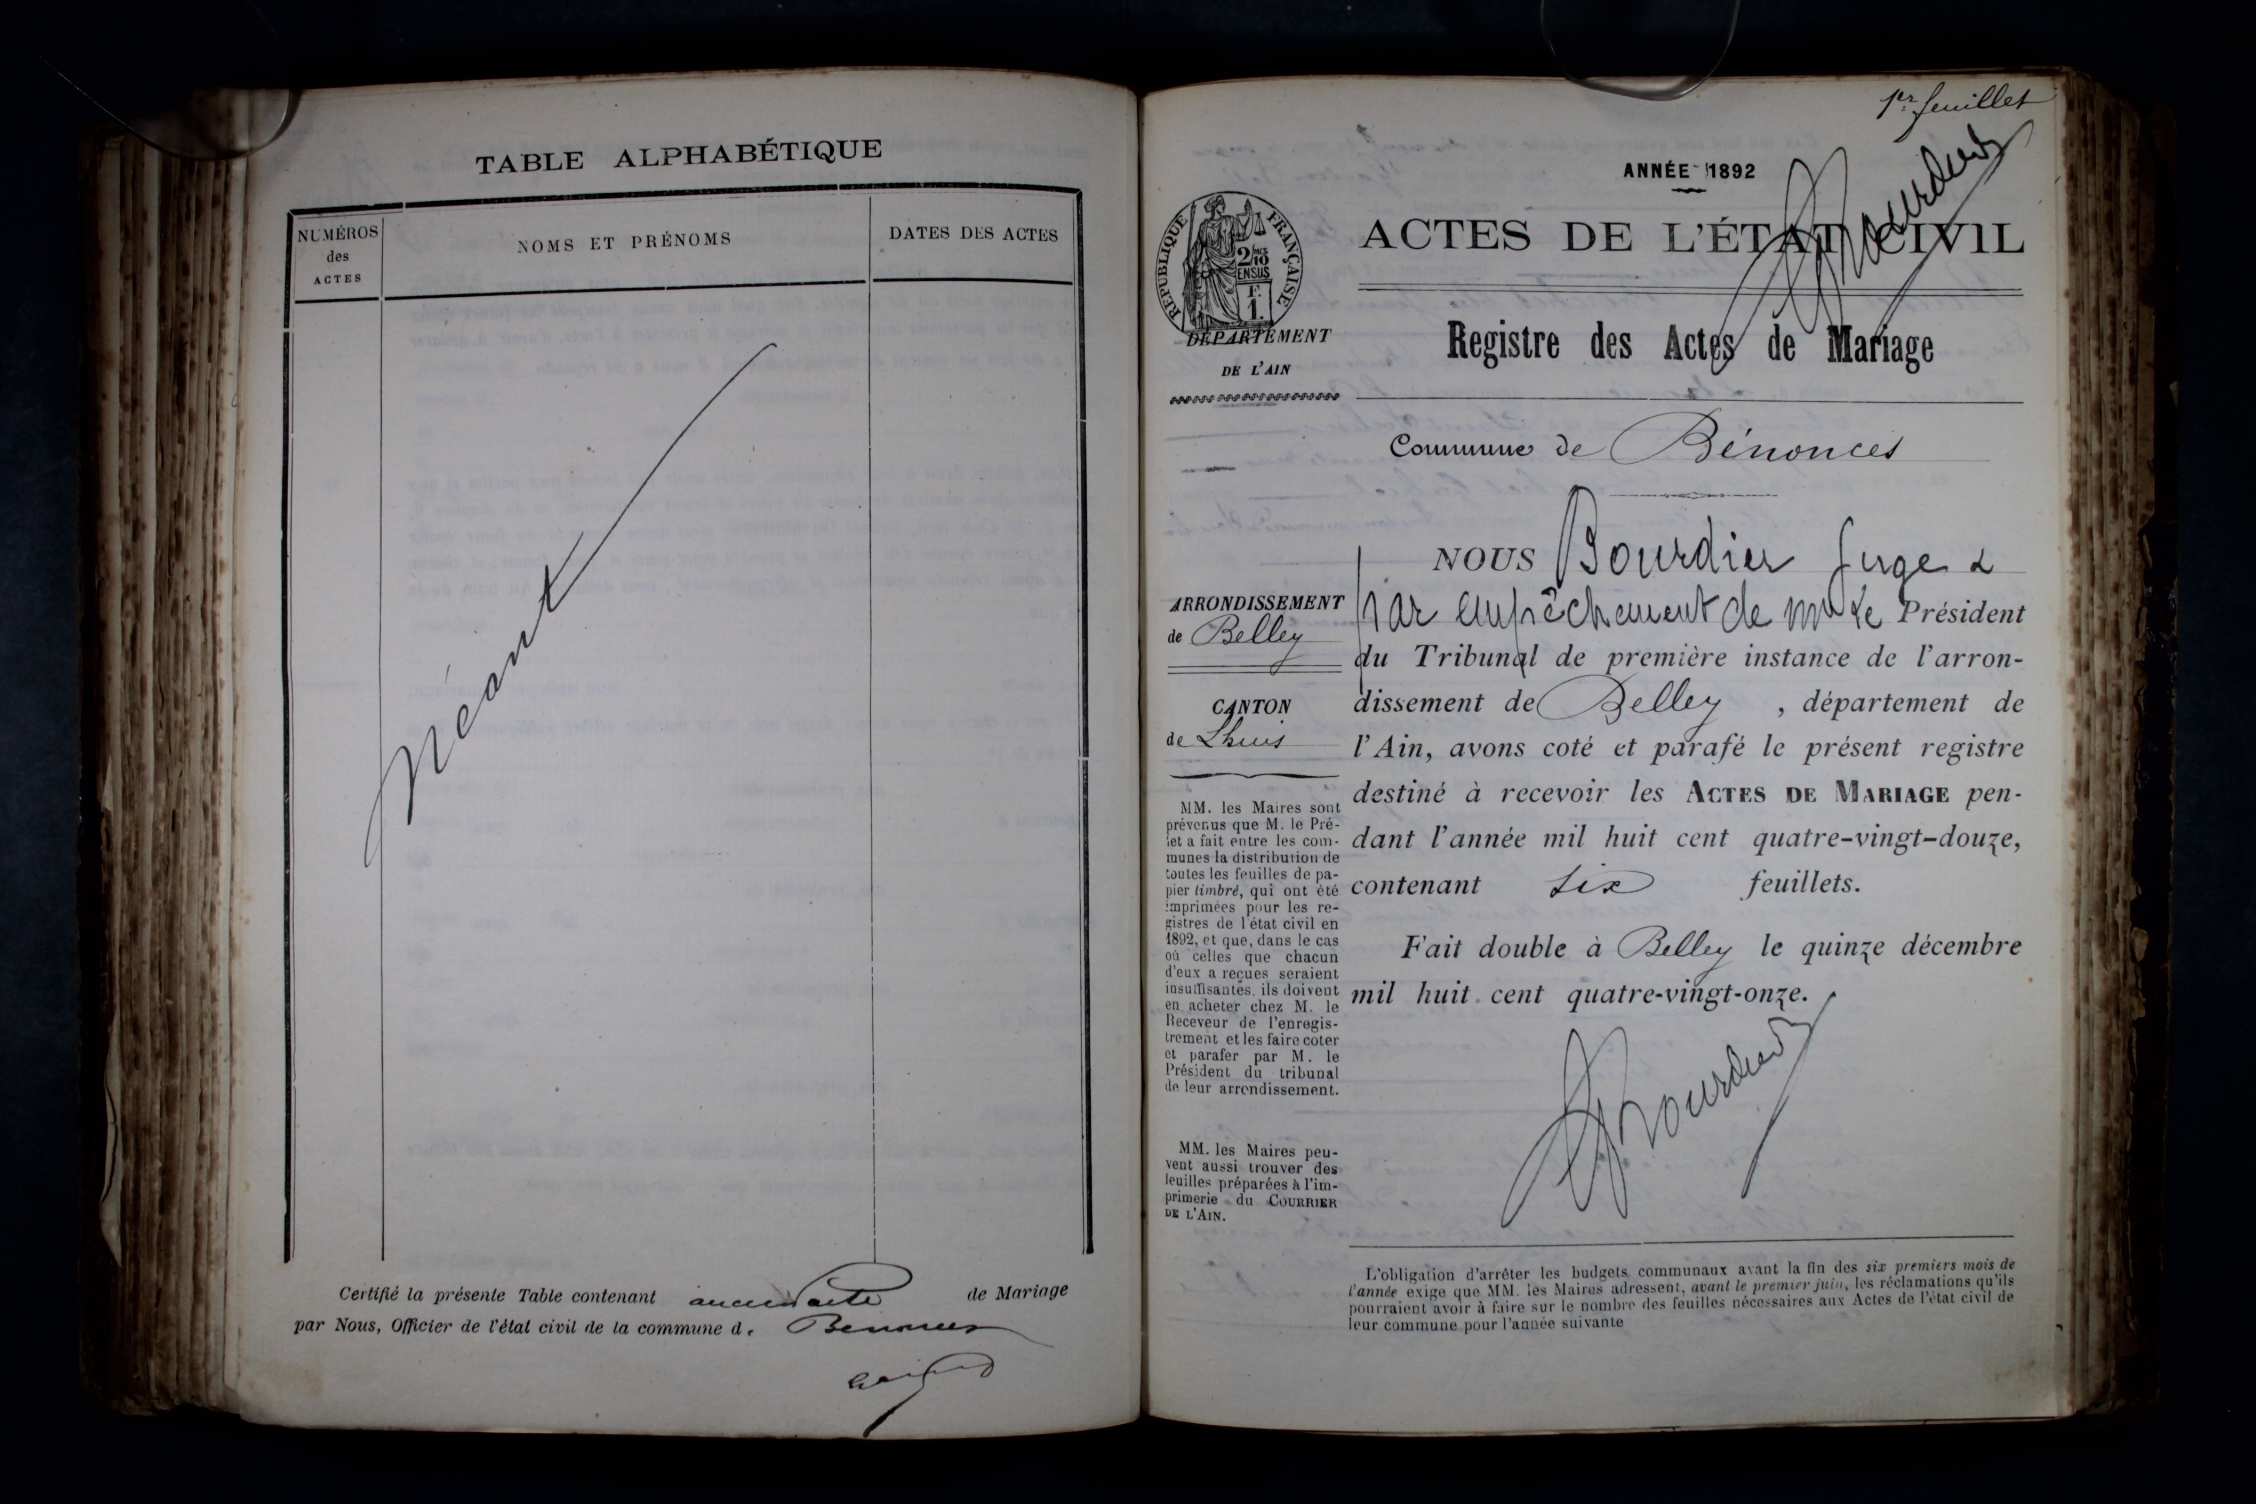 TABLE ALPHABÉTIQUE
NUMÉROS
des
ACTES
NOMS ET PRÉNOMS
DATES DES ACTES
Néant
Certifié la présente Table contenant aucun acte de Mariage
par Nous, Officier de l'état civil de la commune de Benonces
1er feuillet
ANNÉE 1892
ACTES DE L'ÉTAT CIVIL
Bourdier
RÉPUBLIQUE FRANÇAISE
2 fcs
ENSUS
F.
1.
DÉPARTEMENT
DE L'AIN
Registre des Actes de Mariage
Commune de Bénonces
ARRONDISSEMENT
de Belley
CANTON
de Lhuis
MM. les Maires sont
prévenus que M. le Pré-
fet a fait entre les com-
munes la distribution de
toutes les feuilles de pa-
pier timbré, qui ont été
imprimées pour les re-
gistres de l'état civil en
1892, et que, dans le cas
où celles que chacun
d'eux a reçues seraient
insuffisantes, ils doivent
en acheter chez M. le
Receveur de l'enregis-
trement et les faire coter
et parafer par M. le
Président du tribunal
de leur arrondissement.
MM. les Maires peu-
vent aussi trouver des
feuilles préparées à l'im-
primerie du COURRIER
DE L'AIN.
NOUS Bourdier Juge
par empêchement de Mr Le Président
du Tribunal de première instance de l'arron-
dissement de Belley, département de
l'Ain, avons coté et parafé le présent registre
destiné à recevoir les ACTES DE MARIAGE pen-
dant l'année mil huit cent quatre-vingt-douze,
contenant six feuillets.
Fait double à Belley le quinze décembre
mil huit cent quatre-vingt-onze.
Bourdier
L'obligation d'arrêter les budgets communaux avant la fin des six premiers mois de
l'année exige que MM. les Maires adressent, avant le premier juin, les réclamations qu'ils
pourraient avoir à faire sur le nombre des feuilles nécessaires aux Actes de l'état civil de
leur commune pour l'année suivante